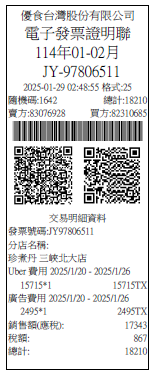 優食台灣股份有限公司
電子發票證明聯
114年01-02月
JY-97806511
2025-01-29 02:48:55 格式:25
隨機碼:1642 總計:18210
賣方:83076928 買方:82310685
交易明細資料
發票號碼:JY97806511
分店名稱:
珍煮丹 三峽北大店
Uber 費用 2025/1/20 - 2025/1/26
15715*1 15715TX
廣告費用 2025/1/20 - 2025/1/26
2495*1 2495TX
銷售額(應稅): 17343
稅額: 867
總計: 18210